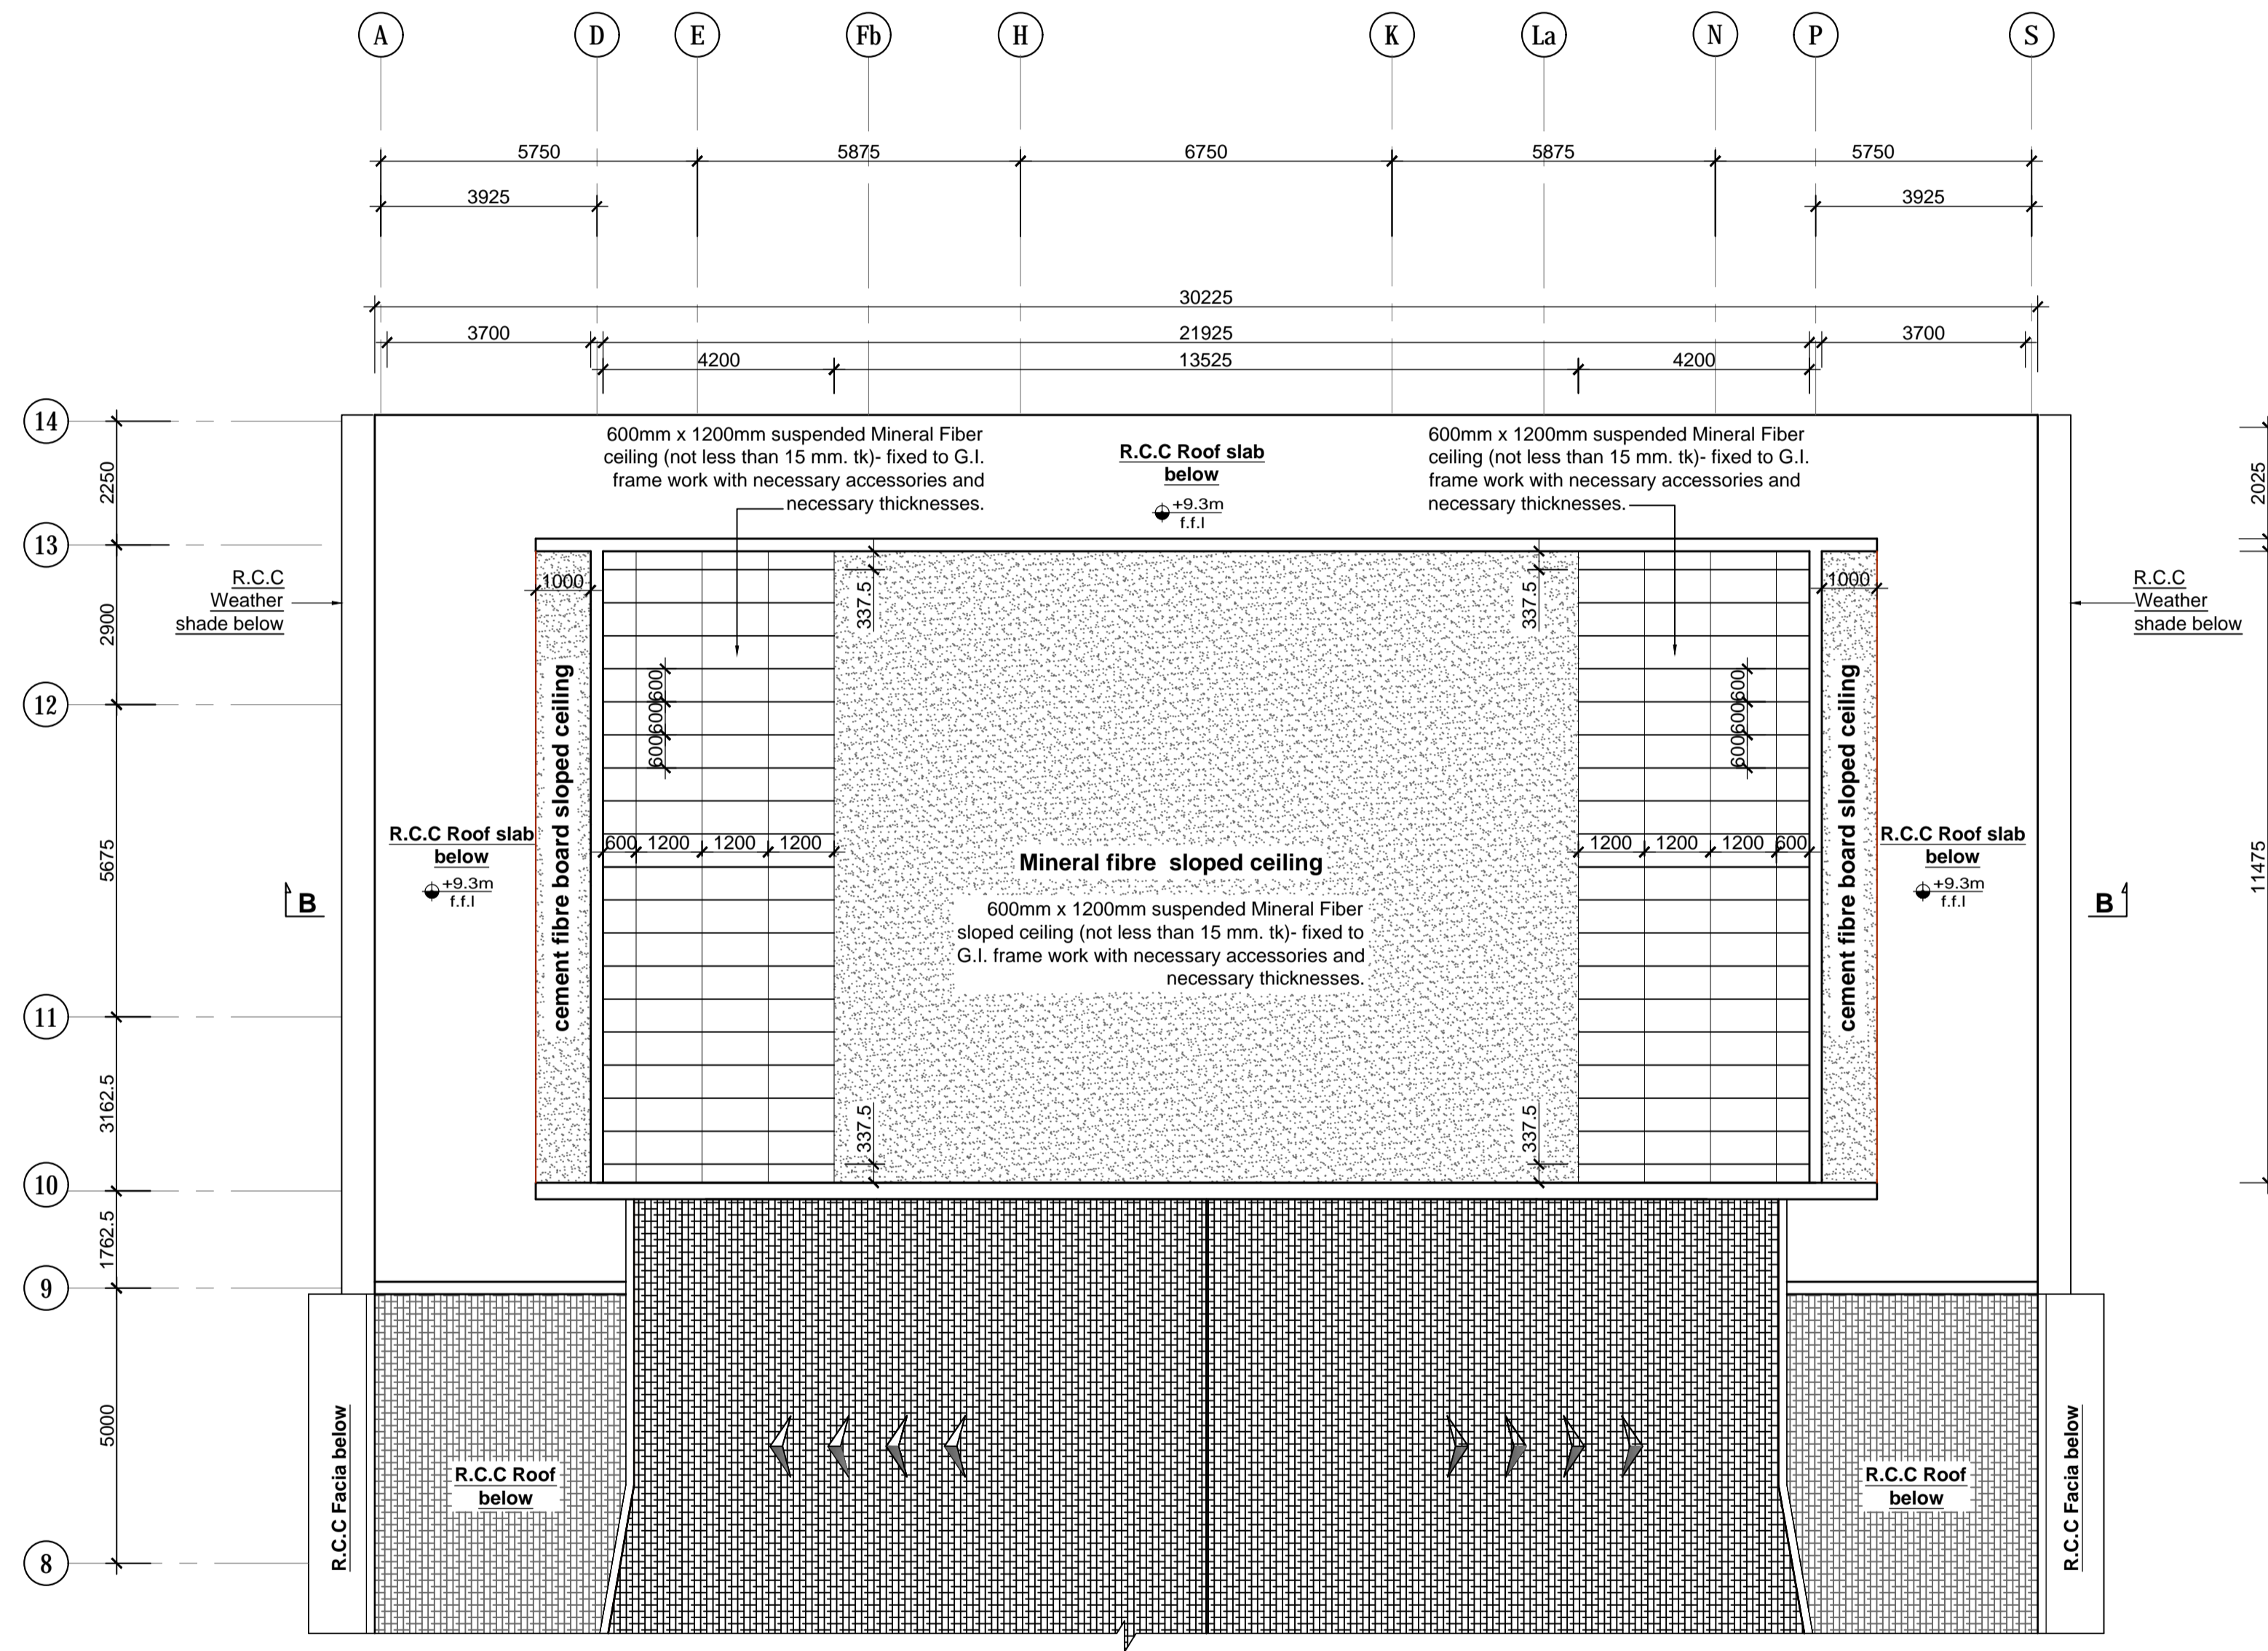 A D E Fb H K La N P S
5750 5875 6750 5875 5750
3925 3925
30225
3700 21925 3700
4200 13525 4200
14
13
12
11
10
9
8
2250
2900
5675
3162.5
1762.5
5000
2025
11475
600mm x 1200mm suspended Mineral Fiber
ceiling (not less than 15 mm. tk)- fixed to G.I.
frame work with necessary accessories and
necessary thicknesses.
R.C.C Roof slab
below
+9.3m
f.f.l
600mm x 1200mm suspended Mineral Fiber
ceiling (not less than 15 mm. tk)- fixed to G.I.
frame work with necessary accessories and
necessary thicknesses.
R.C.C
Weather
shade below
R.C.C
Weather
shade below
1000
1000
337.5
337.5
600
600
600
600
600
600
cement fibre board sloped ceiling
cement fibre board sloped ceiling
R.C.C Roof slab
below
+9.3m
f.f.l
600 1200 1200 1200
1200 1200 1200 600
Mineral fibre sloped ceiling
600mm x 1200mm suspended Mineral Fiber
sloped ceiling (not less than 15 mm. tk)- fixed to
G.I. frame work with necessary accessories and
necessary thicknesses.
R.C.C Roof slab
below
+9.3m
f.f.l
B
B
337.5
337.5
R.C.C Facia below
R.C.C Roof
below
R.C.C Roof
below
R.C.C Facia below